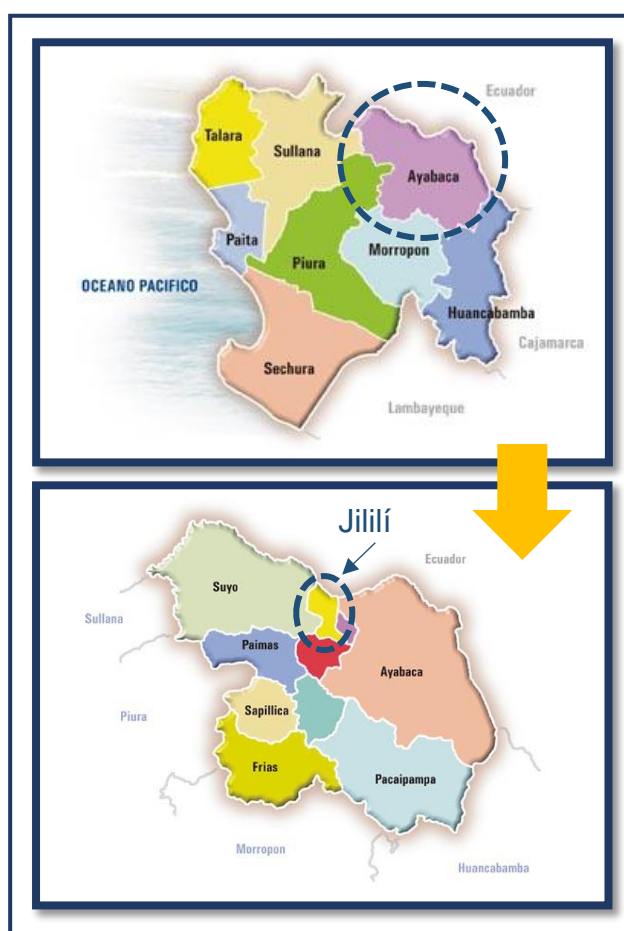 Ecuador
Talara
Sullana
Ayabaca
Paita
Morropon
Piura
OCEANO PACIFICO
Huancabamba
Cajamarca
Sechura
Lambayeque
Jililí
Ecuador
Suyo
Sullana
Paimas
Ayabaca
Sapillica
Piura
Frias
Pacaipampa
Morropon
Huancabamba